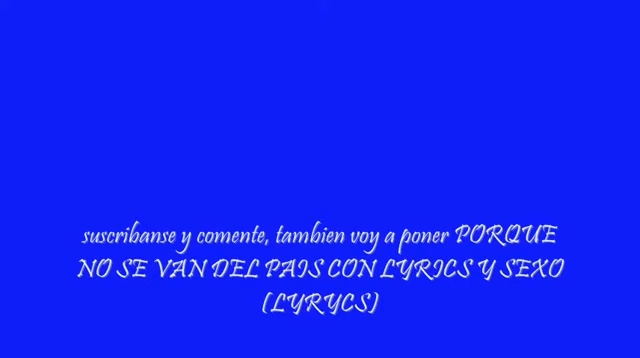 suscribanse y comente, tambien voy a poner PORQUE
NO SE VAN DEL PAIS CON LYRICS Y SEXO
(LYRYCS)